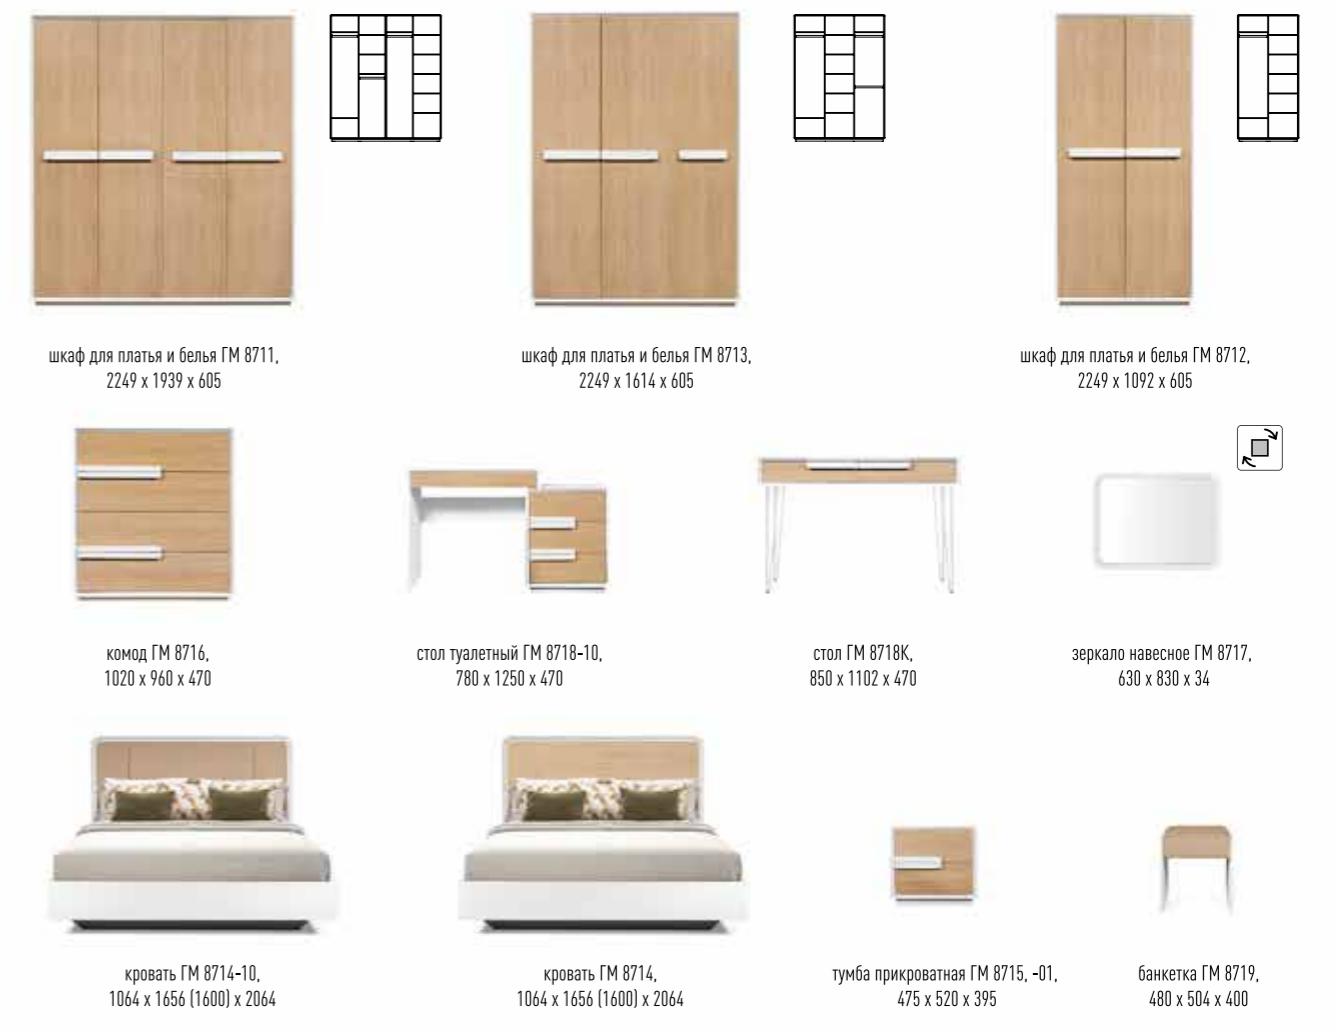 шкаф для платья и белья ГМ 8711,
2249 x 1939 x 605
шкаф для платья и белья ГМ 8713,
2249 x 1614 x 605
шкаф для платья и белья ГМ 8712,
2249 x 1092 x 605
комод ГМ 8716,
1020 x 960 x 470
стол туалетный ГМ 8718-10,
780 x 1250 x 470
стол ГМ 8718К,
850 x 1102 x 470
зеркало навесное ГМ 8717,
630 x 830 x 34
кровать ГМ 8714-10,
1064 x 1656 (1600) x 2064
кровать ГМ 8714,
1064 x 1656 (1600) x 2064
тумба прикроватная ГМ 8715, -01,
475 x 520 x 395
банкетка ГМ 8719,
480 x 504 x 400